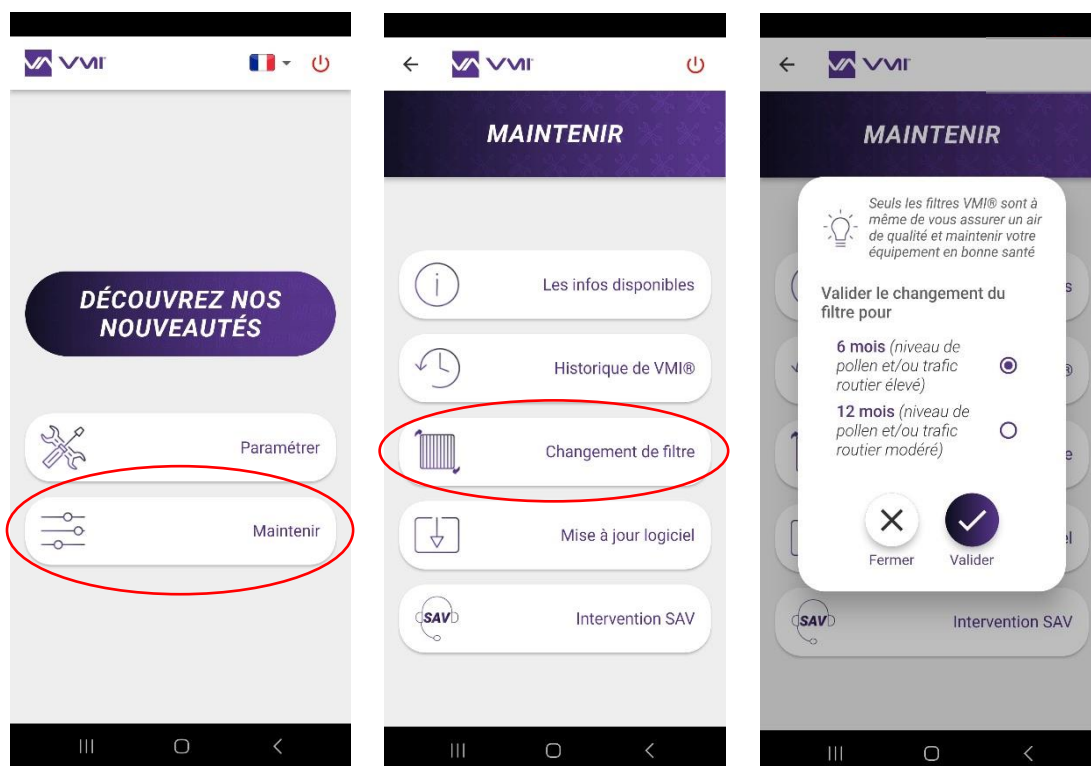 VMI
DÉCOUVREZ NOS
NOUVEAUTÉS
Paramétrer
Maintenir
VMI
MAINTENIR
Les infos disponibles
Historique de VMI®
Changement de filtre
Mise à jour logiciel
SAV
Intervention SAV
VMI
MAINTENIR
Seuls les filtres VMI® sont à
même de vous assurer un air
de qualité et maintenir votre
équipement en bonne santé
Valider le changement du
filtre pour
6 mois (niveau de
pollen et/ou trafic
routier élevé)
12 mois (niveau de
pollen et/ou trafic
routier modéré)
Fermer Valider
SAV
Intervention SAV